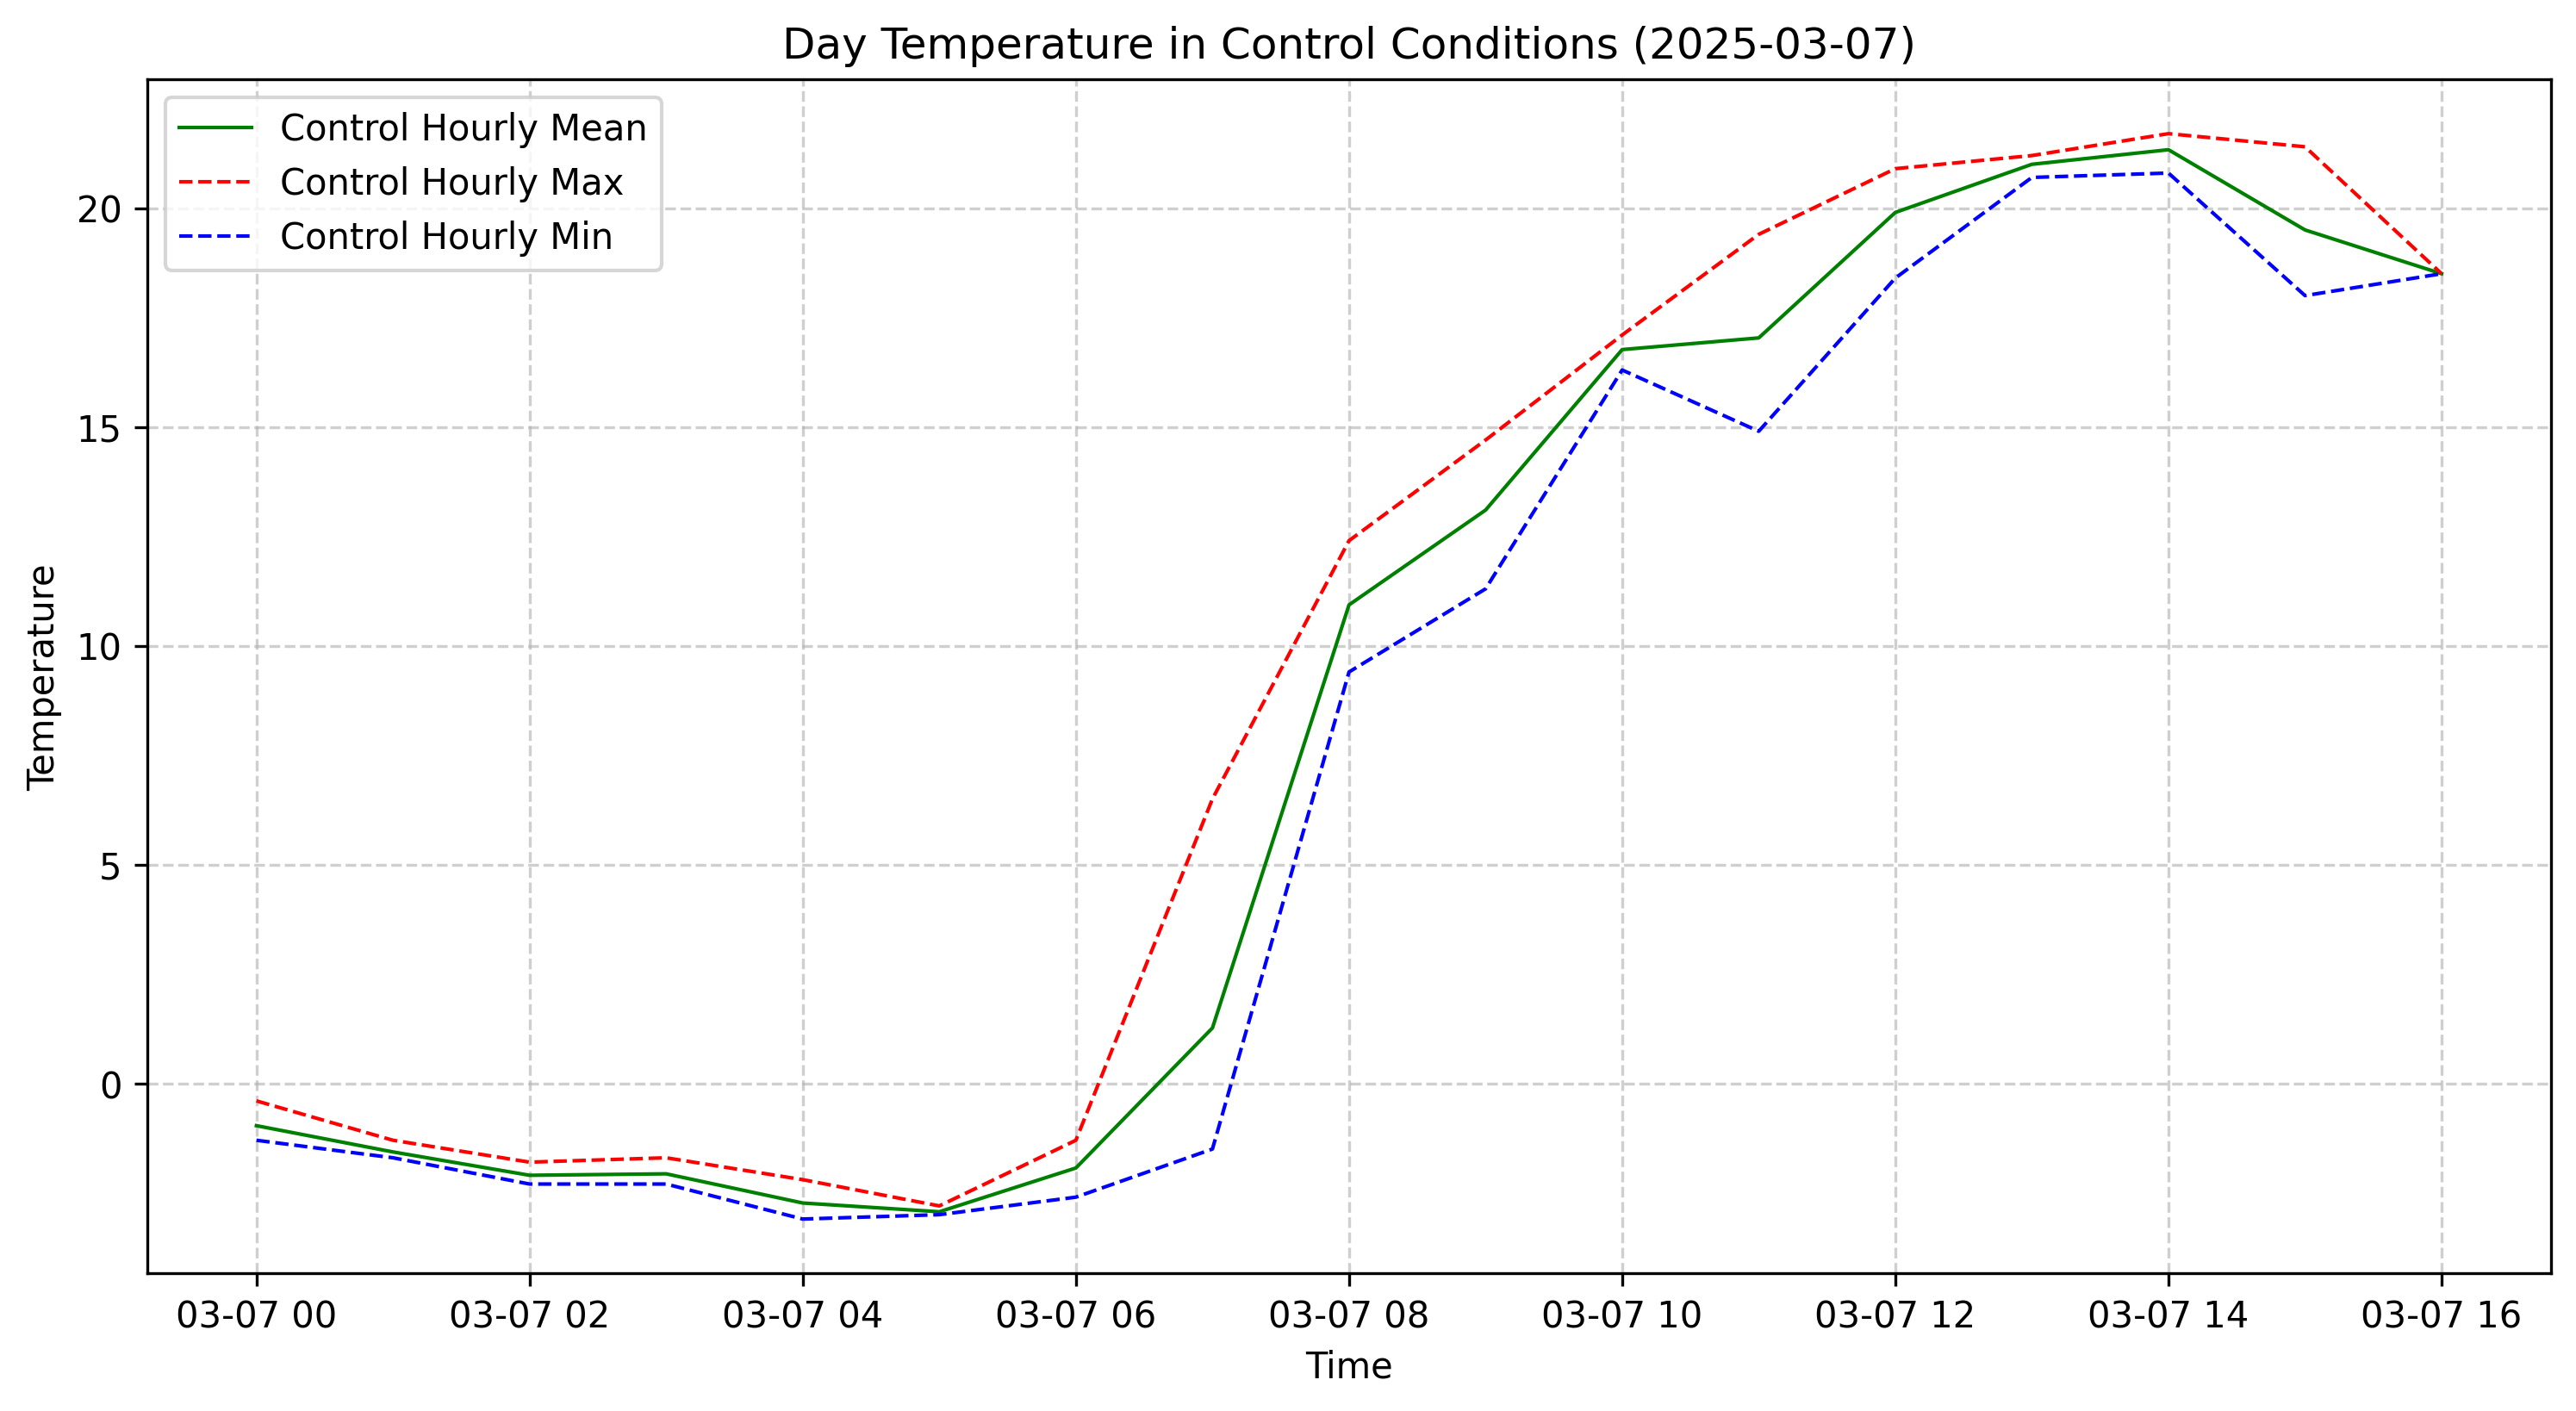 Day Temperature in Control Conditions (2025-03-07)
Control Hourly Mean
Control Hourly Max
Control Hourly Min
Temperature
20
15
10
5
0
03-07 00 03-07 02 03-07 04 03-07 06 03-07 08 03-07 10 03-07 12 03-07 14 03-07 16
Time